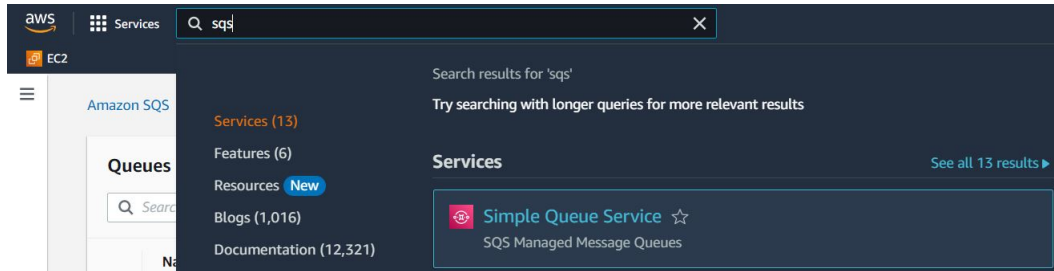 aws
Services
sqs
EC2
Amazon SQS
Queues
Search results for 'sqs'
Try searching with longer queries for more relevant results
Services (13)
Features (6)
Resources New
Blogs (1,016)
Documentation (12,321)
Services
See all 13 results
Simple Queue Service
SQS Managed Message Queues